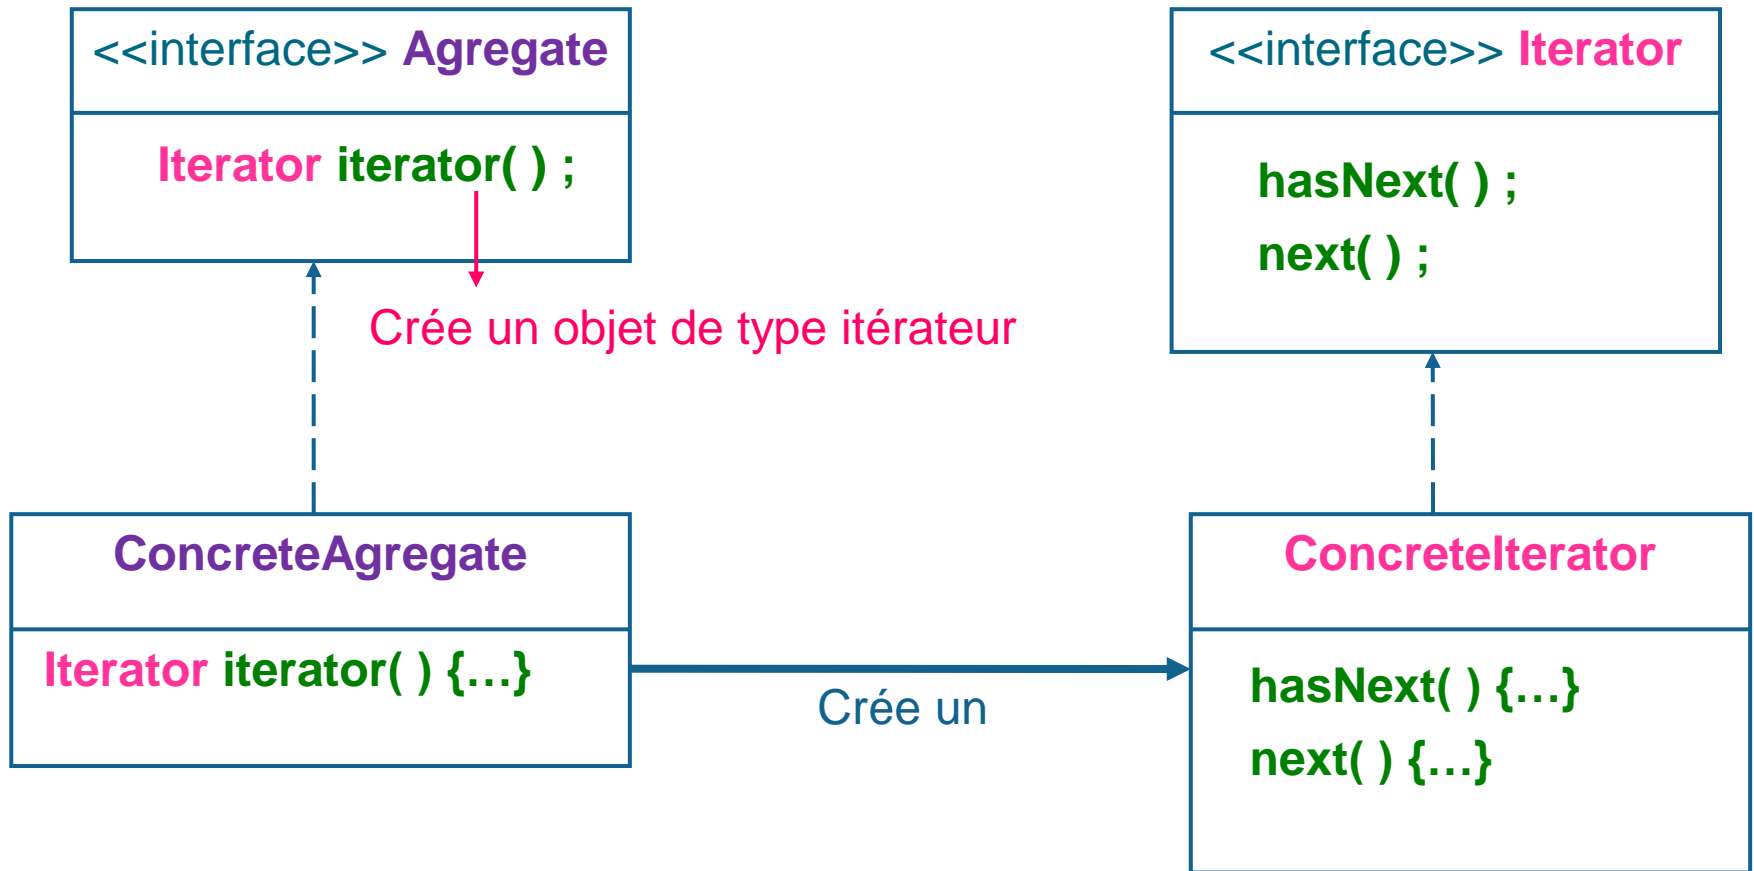 <<interface>> Agregate
Iterator iterator( ) ;
Crée un objet de type itérateur
<<interface>> Iterator
hasNext( ) ;
next( ) ;
ConcreteAgregate
Iterator iterator( ) {…}
Crée un
ConcreteIterator
hasNext( ) {…}
next( ) {…}